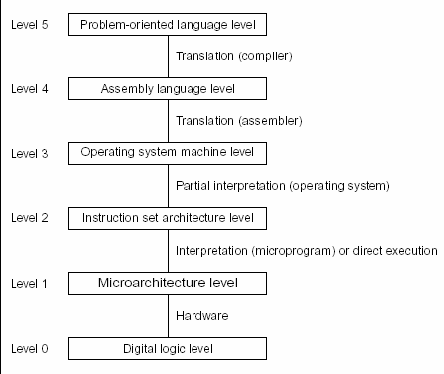 Level 5 Problem-oriented language level
Translation (compiler)
Level 4 Assembly language level
Translation (assembler)
Level 3 Operating system machine level
Partial interpretation (operating system)
Level 2 Instruction set architecture level
Interpretation (microprogram) or direct execution
Level 1 Microarchitecture level
Hardware
Level 0 Digital logic level